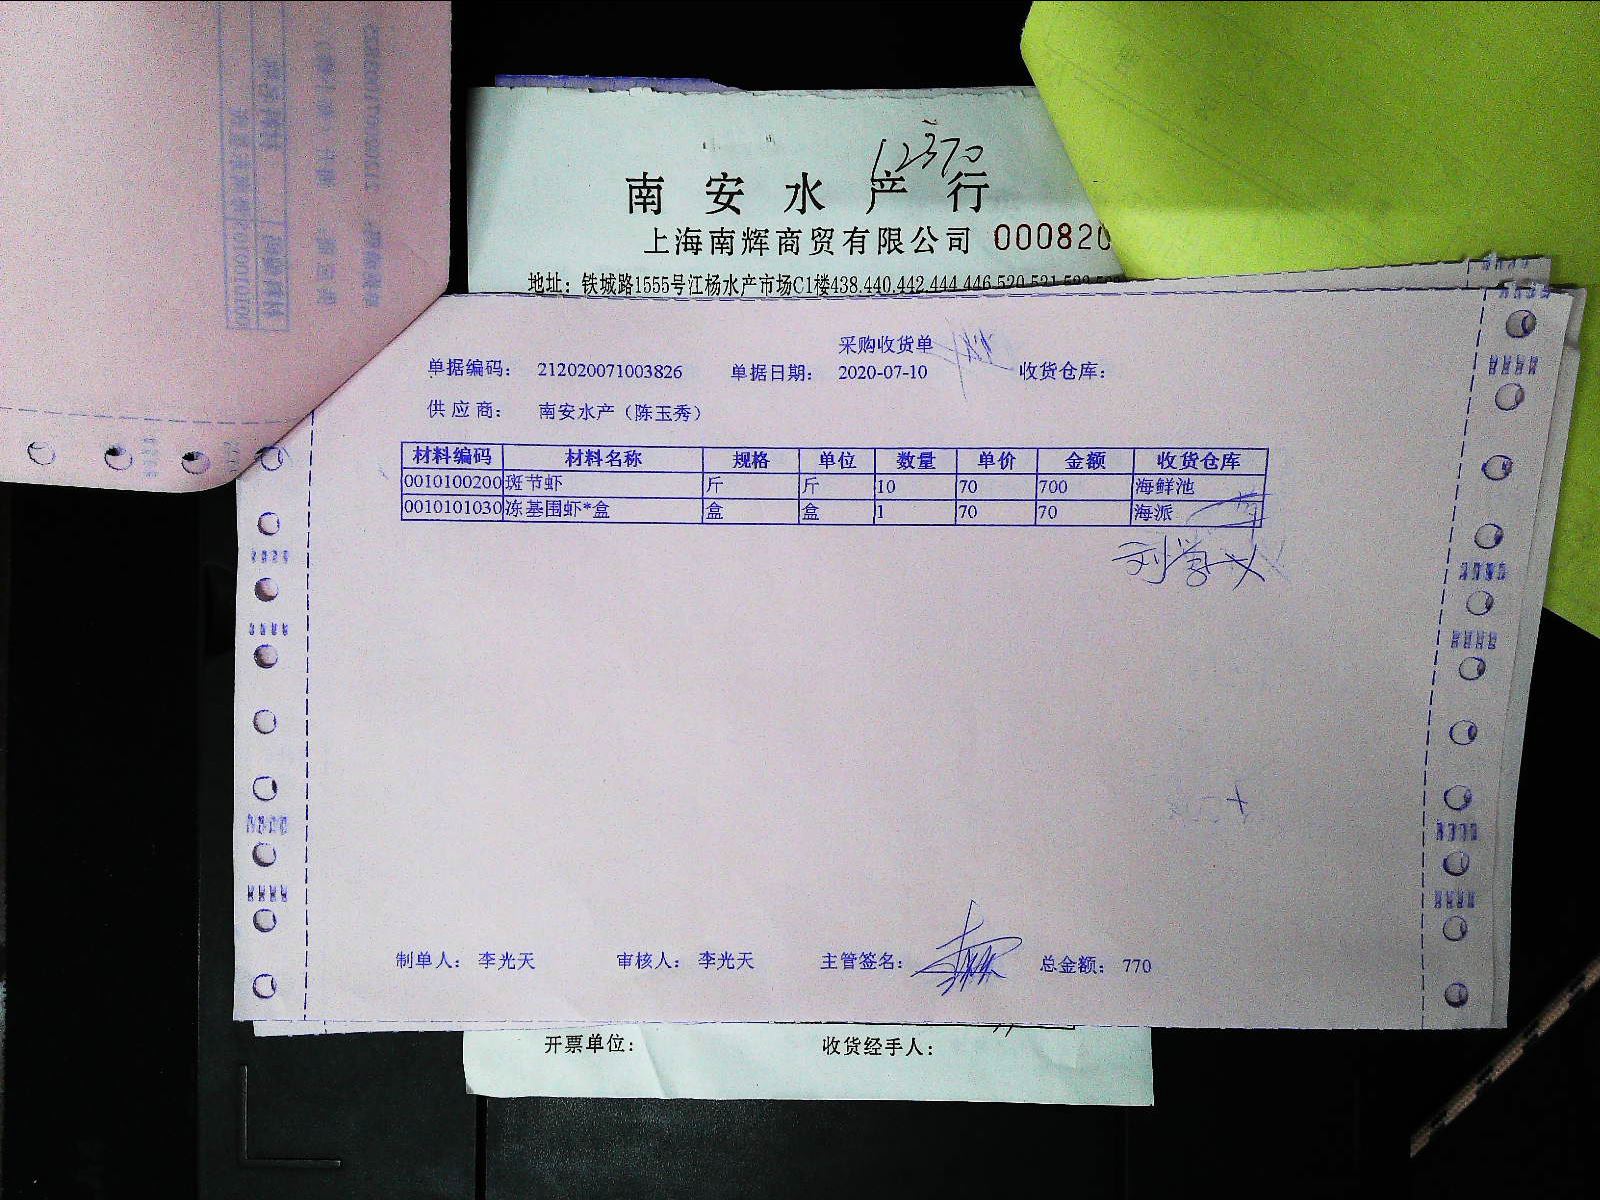 12370
南安水产行
上海南辉商贸有限公司 000820
地址：铁城路1555号江杨水产市场C1楼438.440.442.444.446.520.521.522
采购收货单
单据编码： 212020071003826 单据日期： 2020-07-10 收货仓库：
供应商： 南安水产（陈玉秀）
材料编码 材料名称 规格 单位 数量 单价 金额 收货仓库
0010100200 斑节虾 斤 斤 10 70 700 海鲜池
0010101030 冻基围虾*盒 盒 盒 1 70 70 海派
刘学义
制单人： 李光天 审核人： 李光天 主管签名： 总金额： 770
开票单位： 收货经手人：